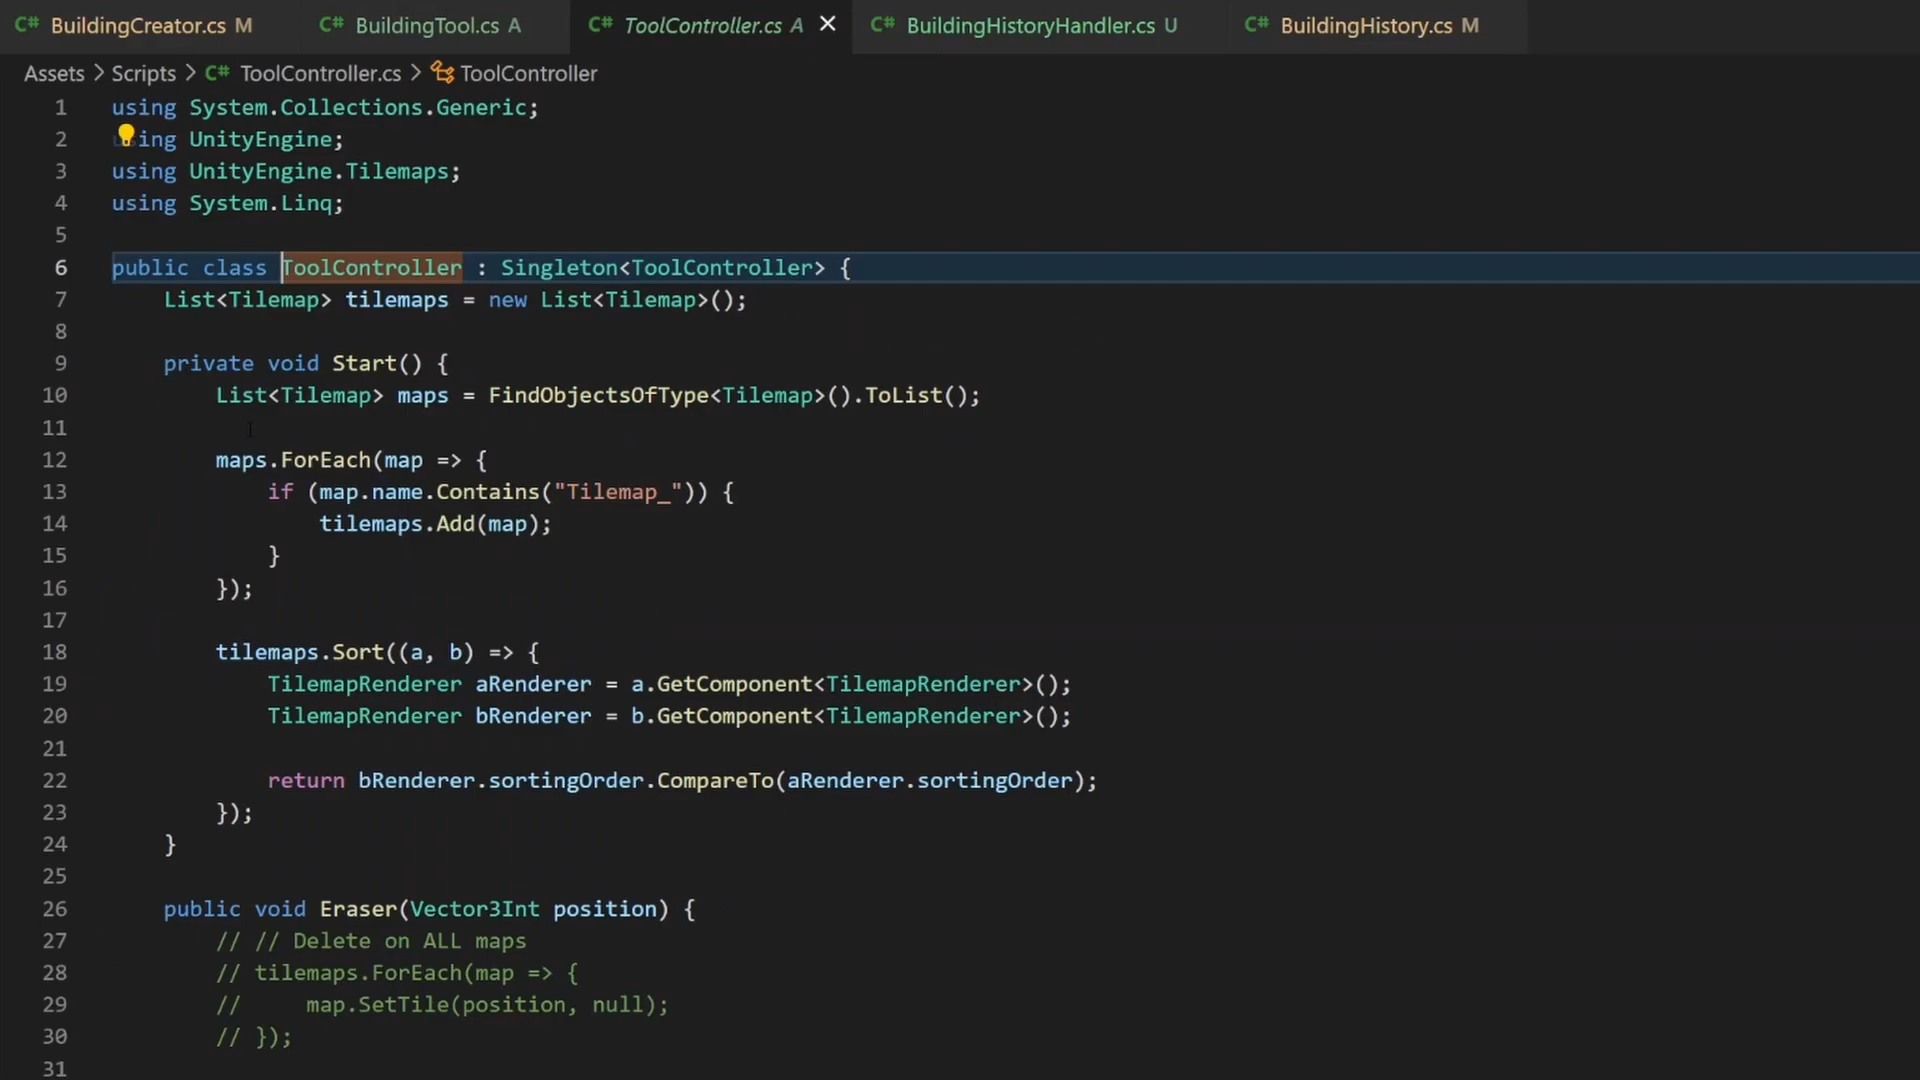 C# BuildingCreator.cs M C# BuildingTool.cs A C# ToolController.cs A C# BuildingHistoryHandler.cs U C# BuildingHistory.cs M
Assets > Scripts > C# ToolController.cs > ToolController
1 using System.Collections.Generic;
2 ing UnityEngine;
3 using UnityEngine.Tilemaps;
4 using System.Linq;
5
6 public class ToolController : Singleton<ToolController> {
7 List<Tilemap> tilemaps = new List<Tilemap>();
8
9 private void Start() {
10 List<Tilemap> maps = FindObjectsOfType<Tilemap>().ToList();
11
12 maps.ForEach(map => {
13 if (map.name.Contains("Tilemap_")) {
14 tilemaps.Add(map);
15 }
16 });
17
18 tilemaps.Sort((a, b) => {
19 TilemapRenderer aRenderer = a.GetComponent<TilemapRenderer>();
20 TilemapRenderer bRenderer = b.GetComponent<TilemapRenderer>();
21
22 return bRenderer.sortingOrder.CompareTo(aRenderer.sortingOrder);
23 });
24 }
25
26 public void Eraser(Vector3Int position) {
27 // // Delete on ALL maps
28 // tilemaps.ForEach(map => {
29 // map.SetTile(position, null);
30 // });
31